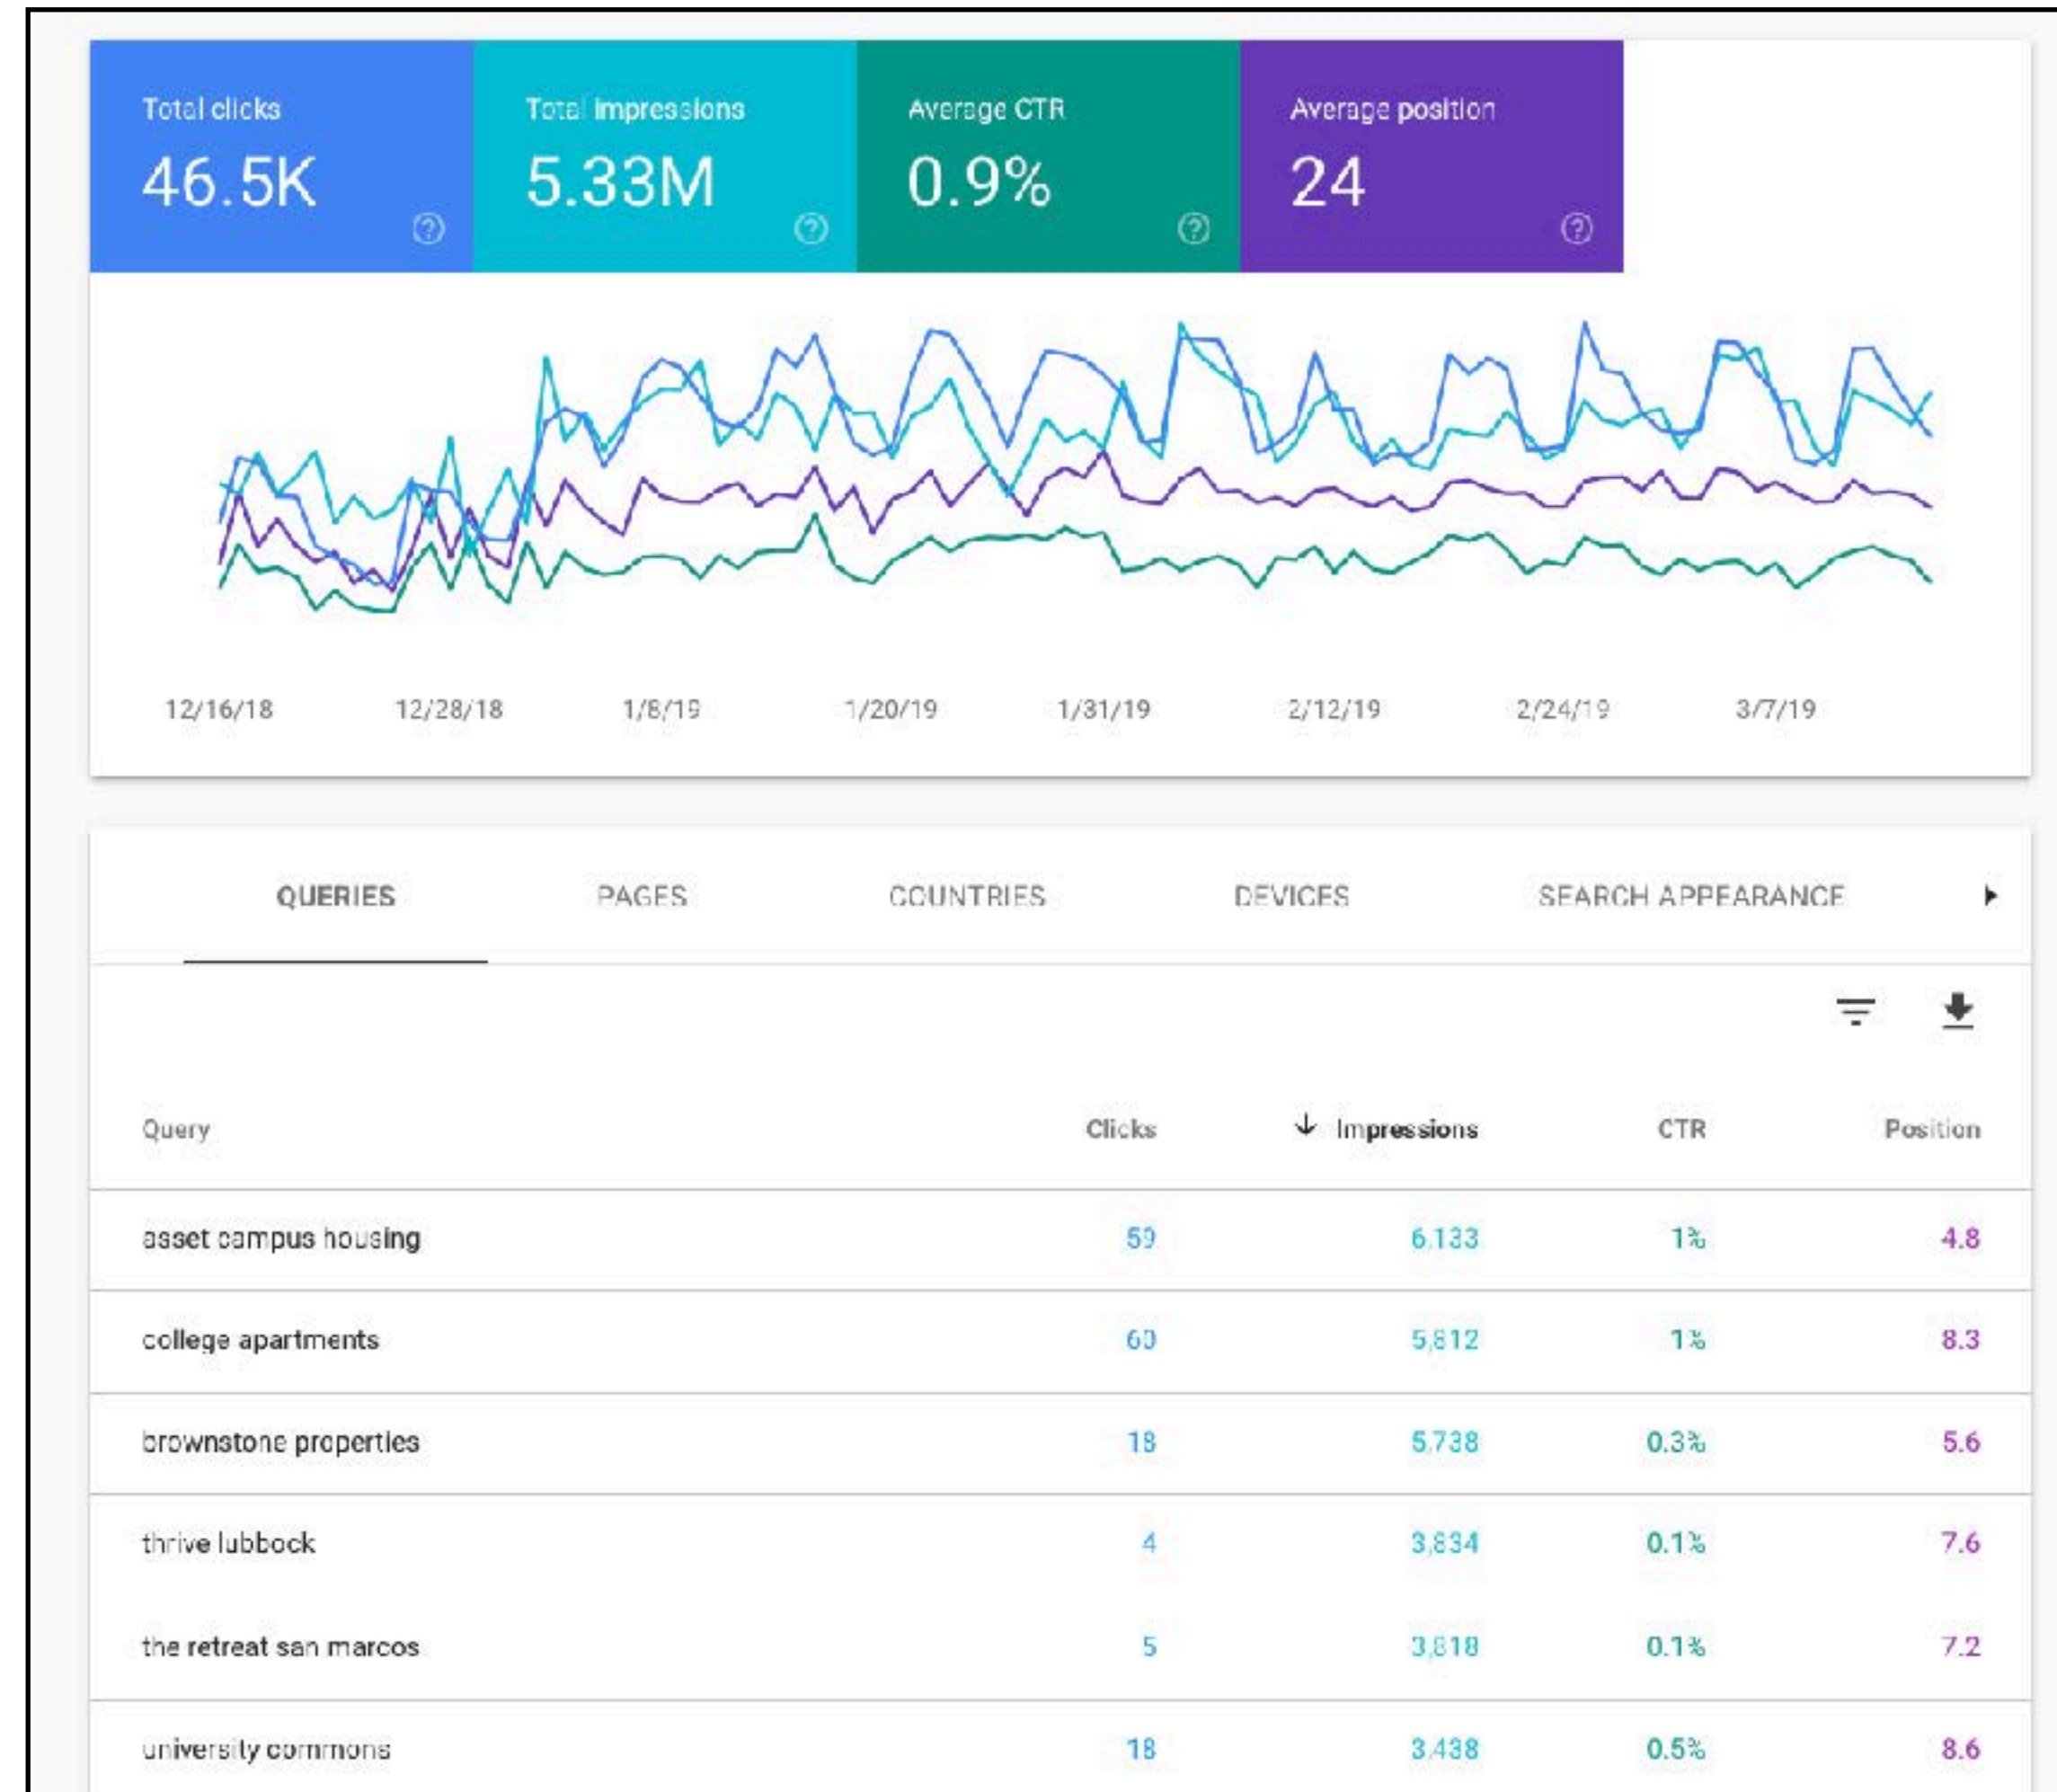 Total clicks Total impressions Average CTR Average position
46.5K 5.33M 0.9% 24
12/16/18 12/28/18 1/8/19 1/20/19 1/31/19 2/12/19 2/24/19 3/7/19
QUERIES PAGES COUNTRIES DEVICES SEARCH APPEARANCE
Query Clicks Impressions CTR Position
asset campus housing 59 6,133 1% 4.8
college apartments 60 5,812 1% 8.3
brownstone properties 18 5,738 0.3% 5.6
thrive lubbock 4 3,834 0.1% 7.6
the retreat san marcos 5 3,818 0.1% 7.2
university commons 18 3,438 0.5% 8.6